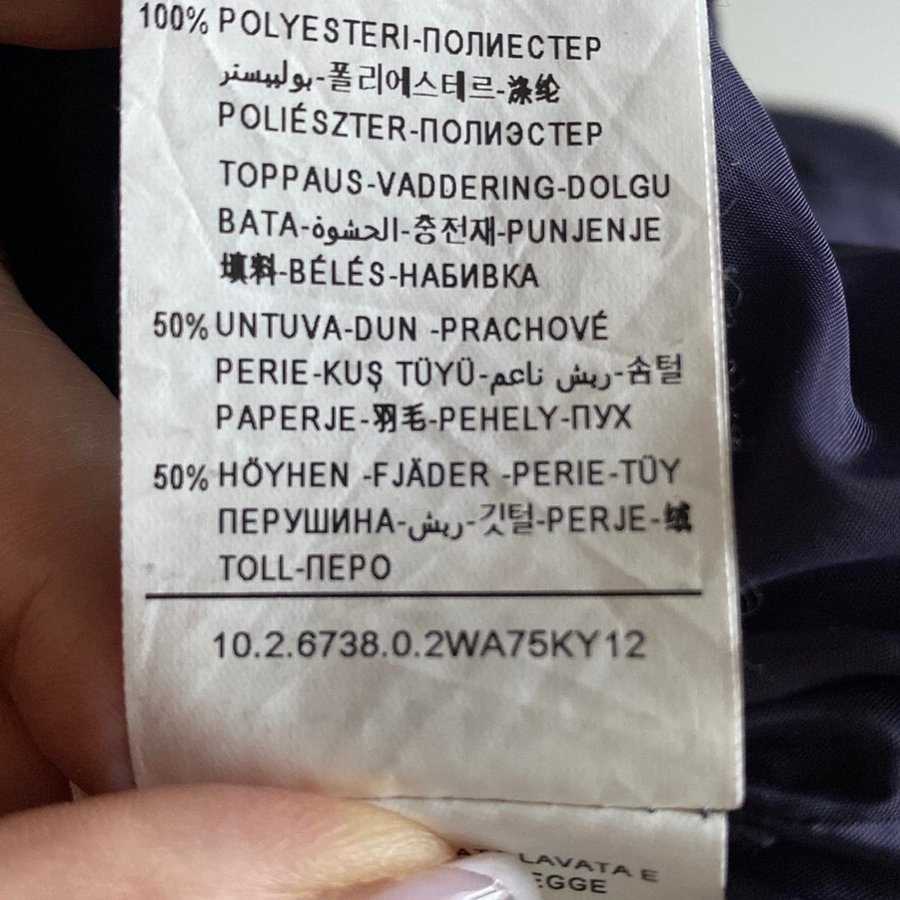 100% POLYESTERI-ПОЛИЕСТЕР
بوليیستر-폴리에스테르-涤纶
POLIÉSZTER-ПОЛИЭСТЕР
TOPPAUS-VADDERING-DOLGU
BATA-الحشوة-충전재-PUNJENJE
填料-BÉLÉS-НАБИВКА
50% UNTUVA-DUN -PRACHOVÉ
PERIE-KUŞ TÜYÜ-ريش ناعم-솜털
PAPERJE-羽毛-PEHELY-ПУХ
50% HÖYHEN -FJÄDER -PERIE-TÜY
ПЕРУШИНА-ريش-깃털-PERJE-绒
TOLL-ПЕРО
10.2.6738.0.2WA75KY12
LAVATA E